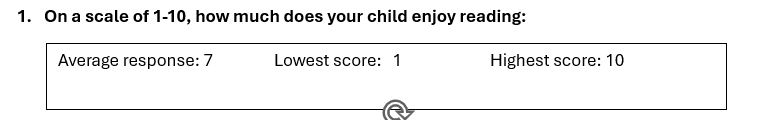 1. On a scale of 1-10, how much does your child enjoy reading:
Average response: 7 Lowest score: 1 Highest score: 10